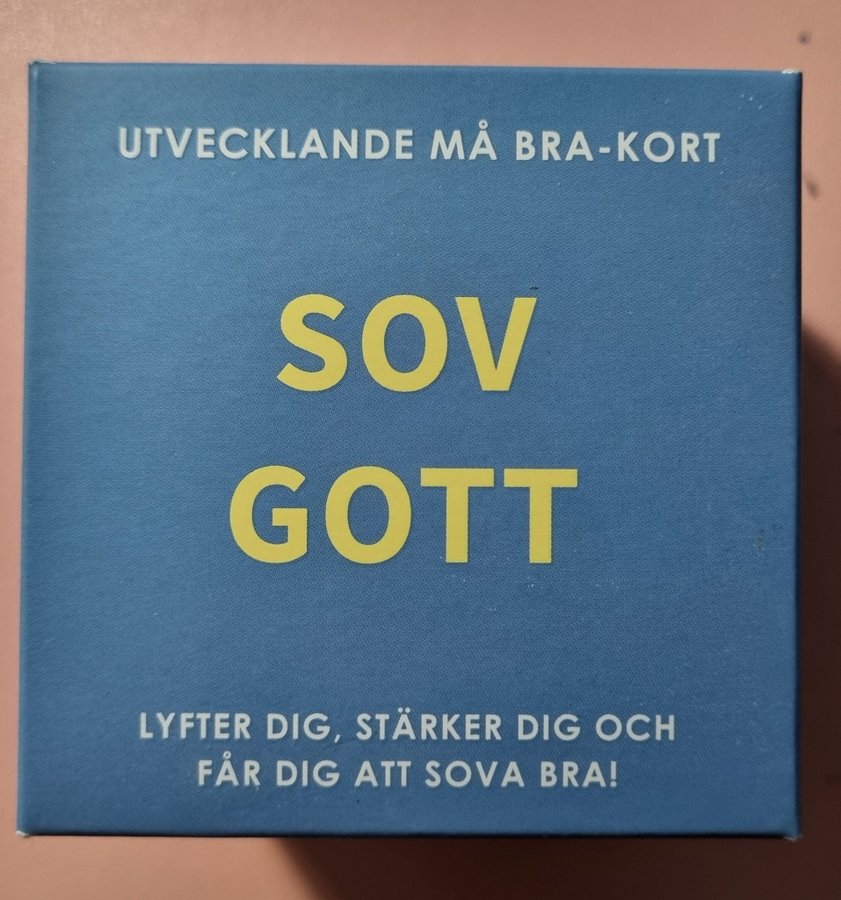 UTVECKLANDE MÅ BRA-KORT
SOV
GOTT
LYFTER DIG, STÄRKER DIG OCH
FÅR DIG ATT SOVA BRA!